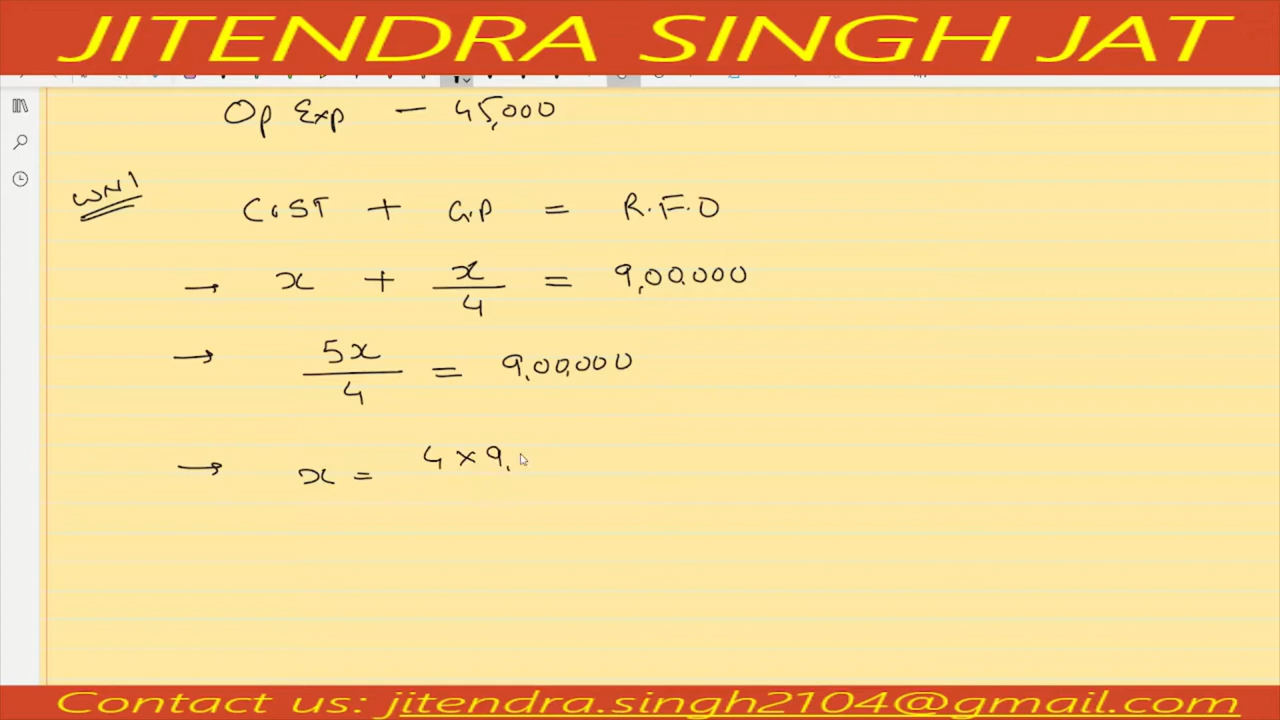 JITENDRA SINGH JAT
Op Exp - 45,000
WN1
COST + G.P = R.F.O
→ x + x/4 = 9,00,000
→ 5x/4 = 9,00,000
→ x = 4 × 9,
Contact us: jitendra.singh2104@gmail.com